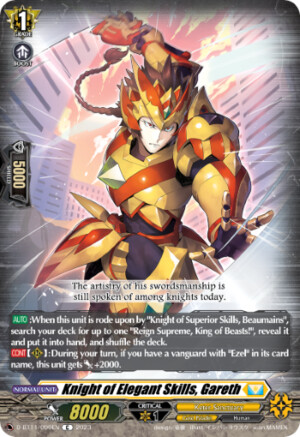 1
GRADE
BOOST
5000
SHIELD
The artistry of his swordsmanship is
still spoken of among knights today.
AUTO :When this unit is rode upon by "Knight of Superior Skills, Beaumains",
search your deck for up to one "Reign Supreme, King of Beasts!", reveal it
and put it into hand, and shuffle the deck.
CONT 1:During your turn, if you have a vanguard with "Ezel" in its card
name, this unit gets +2000.
NORMAL UNIT
Knight of Elegant Skills, Gareth
POWER
8000
CRITICAL
1
Human
C
2023